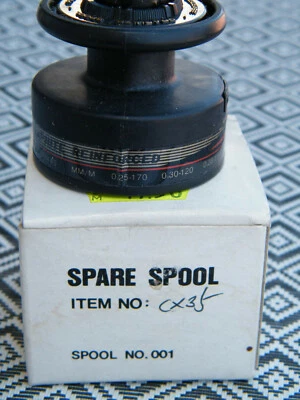 REINFORCED
MM/M 0.25-170 0.30-120
SPARE SPOOL
ITEM NO: CX35
SPOOL NO. 001